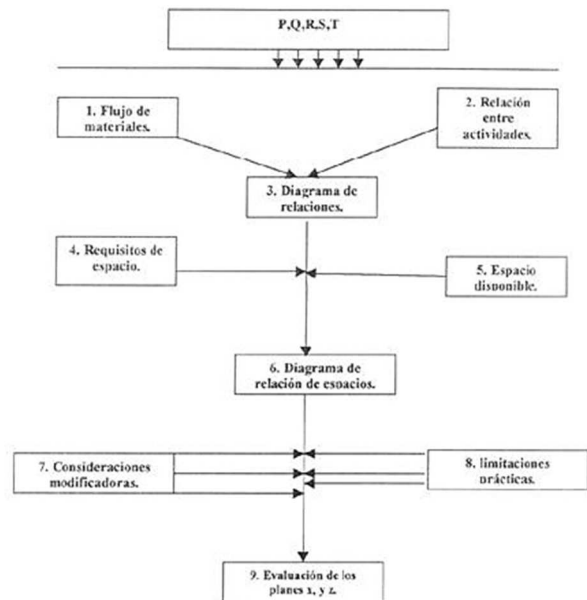 P,Q,R,S,T
1. Flujo de
materiales.
2. Relación
entre
actividades.
3. Diagrama de
relaciones.
4. Requisitos de
espacio.
5. Espacio
disponible.
6. Diagrama de
relación de espacios.
7. Consideraciones
modificadoras.
8. limitaciones
prácticas.
9. Evaluación de los
planes x, y z.